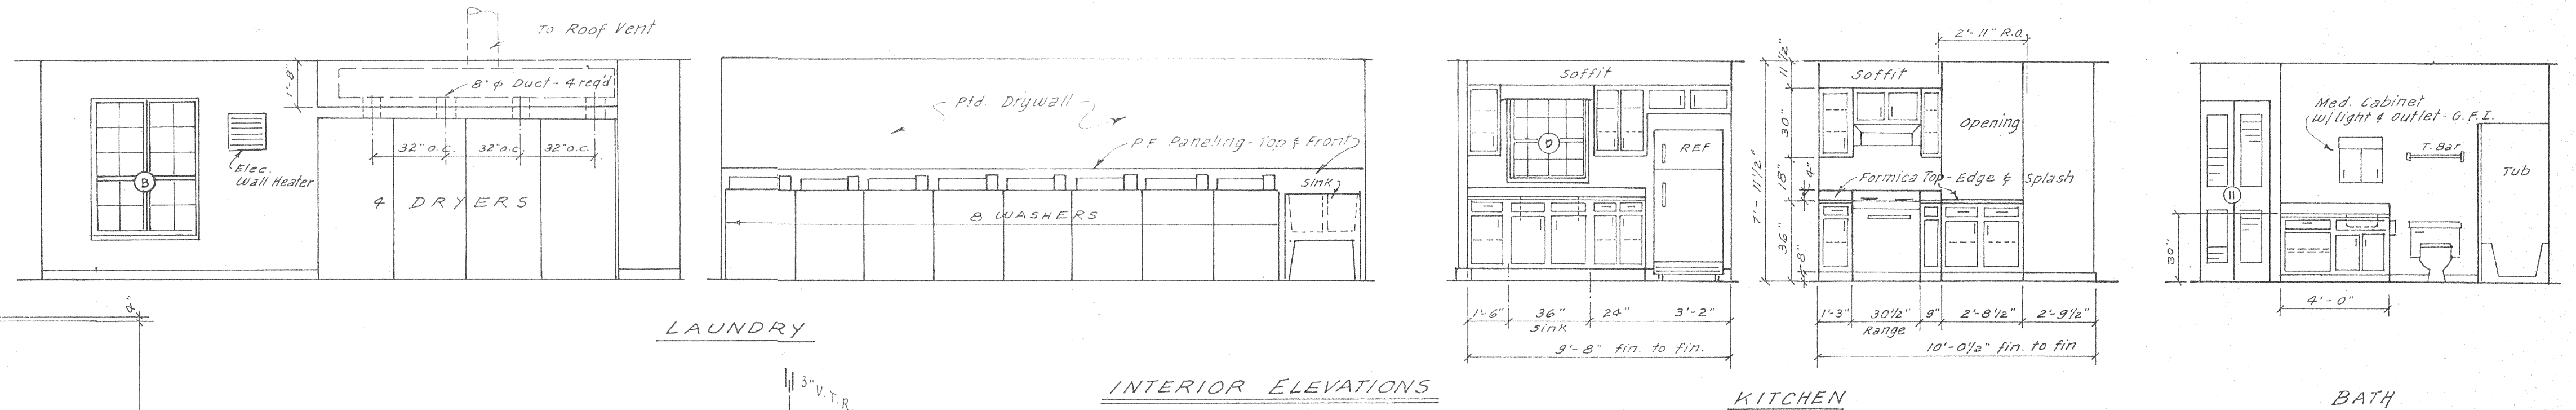 To Roof Vent
1'-8"
8" ϕ Duct - 4 req'd
32" o.c.
32" o.c.
32" o.c.
Elec.
Wall Heater
B
4 DRYERS
2"
Ptd. Drywall
P.F. Paneling - Top & Front
Sink
8 WASHERS
LAUNDRY
3" V.T.R
INTERIOR ELEVATIONS
Soffit
D
REF
1'-6"
36"
24"
3'-2"
Sink
9'-8" fin. to fin.
2'-11" R.O.
11 1/2"
Soffit
30"
opening
7'-11 1/2"
18"
4"
Formica Top - Edge & Splash
36"
8"
1'-3"
30 1/2"
9"
2'-8 1/2"
2'-9 1/2"
Range
10'-0 1/2" fin. to fin
KITCHEN
Med. Cabinet
w/light & outlet - G.F.I.
T. Bar
Tub
11
30"
4'-0"
BATH